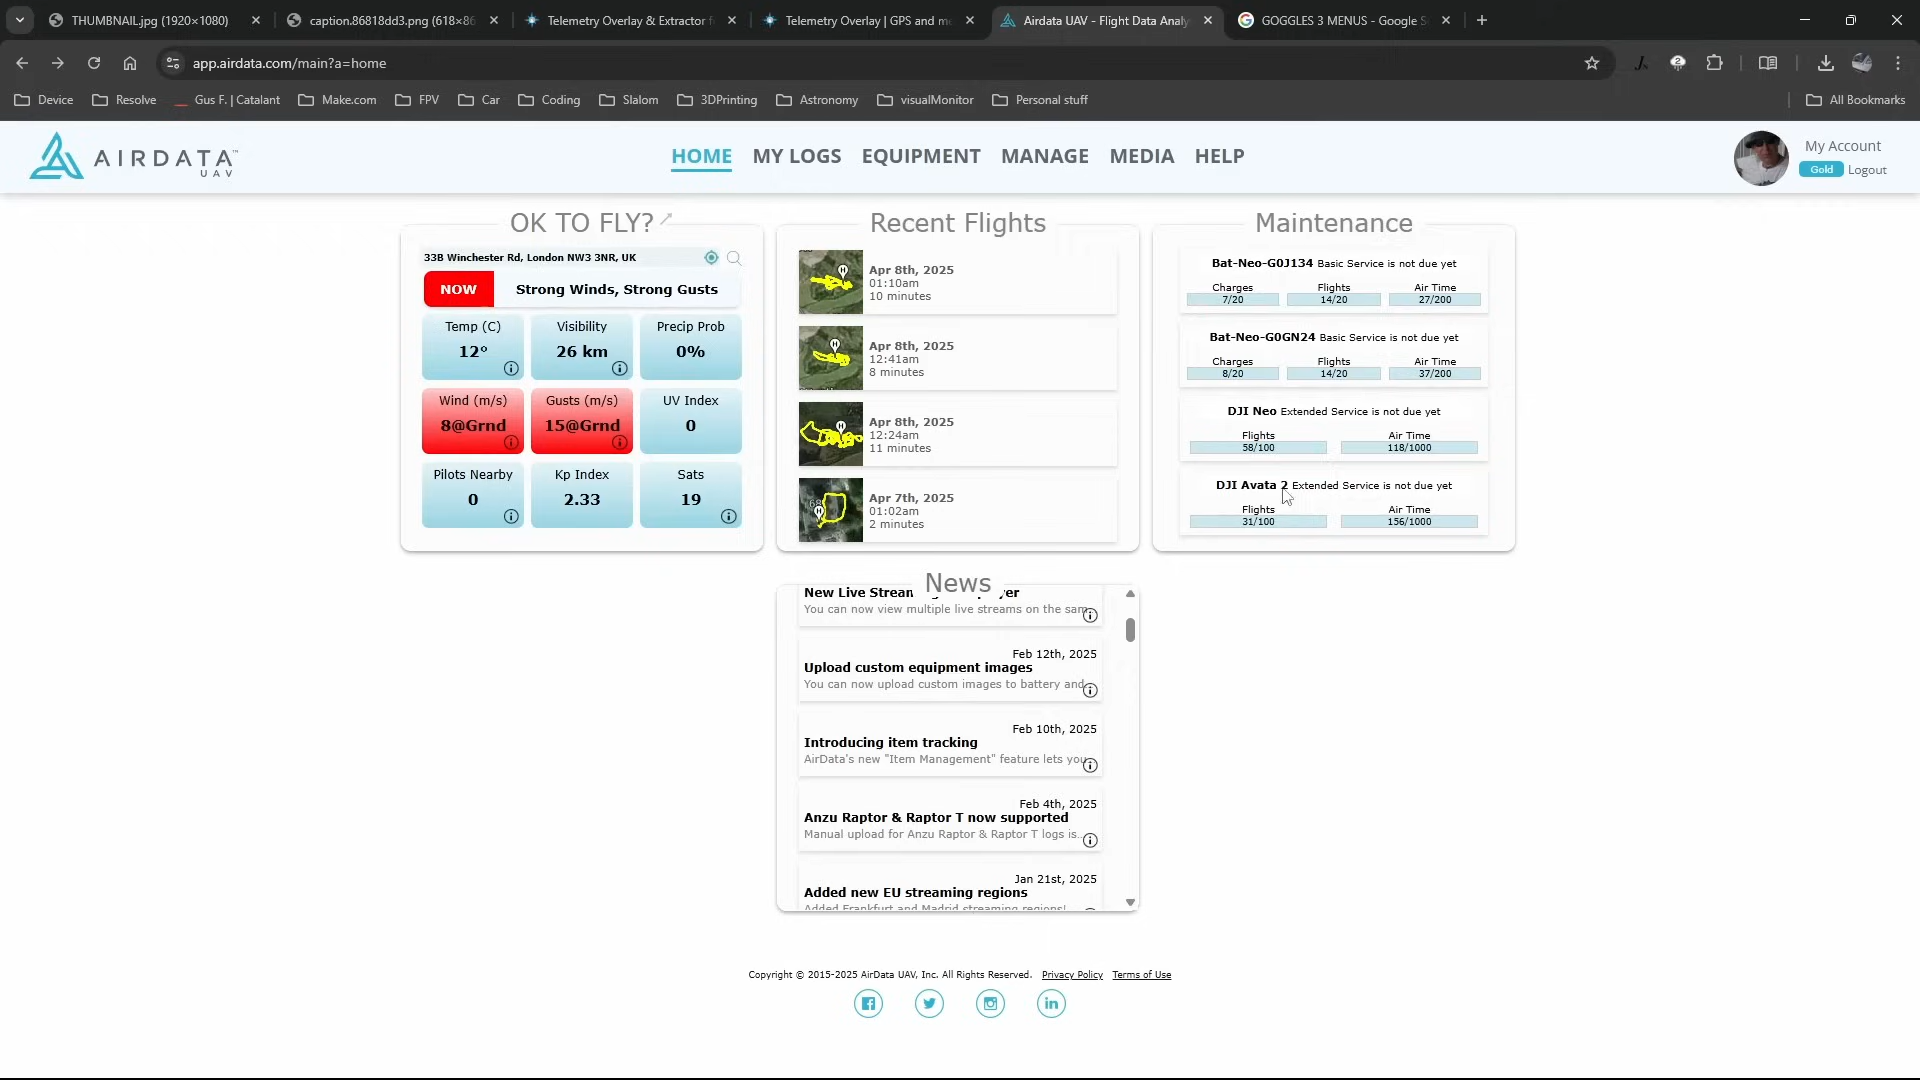 THUMBNAIL.jpg (1920×1080)
caption.86818dd3.png (618×86
Telemetry Overlay & Extractor f
Telemetry Overlay | GPS and me
Airdata UAV - Flight Data Analy
GOGGLES 3 MENUS - Google S
app.airdata.com/main?a=home
Device
Resolve
Gus F. | Catalant
Make.com
FPV
Car
Coding
Slalom
3DPrinting
Astronomy
visualMonitor
Personal stuff
All Bookmarks
AIRDATA™
UAV
HOME
MY LOGS
EQUIPMENT
MANAGE
MEDIA
HELP
My Account
Gold
Logout
OK TO FLY?
33B Winchester Rd, London NW3 3NR, UK
NOW
Strong Winds, Strong Gusts
Temp (C)
12°
Visibility
26 km
Precip Prob
0%
Wind (m/s)
8@Grnd
Gusts (m/s)
15@Grnd
UV Index
0
Pilots Nearby
0
Kp Index
2.33
Sats
19
Recent Flights
Apr 8th, 2025
01:10am
10 minutes
Apr 8th, 2025
12:41am
8 minutes
Apr 8th, 2025
12:24am
11 minutes
Apr 7th, 2025
01:02am
2 minutes
Maintenance
Bat-Neo-G0J134 Basic Service is not due yet
Charges
7/20
Flights
14/20
Air Time
27/200
Bat-Neo-G0GN24 Basic Service is not due yet
Charges
8/20
Flights
14/20
Air Time
37/200
DJI Neo Extended Service is not due yet
Flights
58/100
Air Time
118/1000
DJI Avata 2 Extended Service is not due yet
Flights
31/100
Air Time
156/1000
News
New Live Stream
You can now view multiple live streams on the sam
Feb 12th, 2025
Upload custom equipment images
You can now upload custom images to battery and
Feb 10th, 2025
Introducing item tracking
AirData's new "Item Management" feature lets you
Feb 4th, 2025
Anzu Raptor & Raptor T now supported
Manual upload for Anzu Raptor & Raptor T logs is...
Jan 21st, 2025
Added new EU streaming regions
Added Frankfurt and Madrid streaming regions!
Copyright © 2015-2025 AirData UAV, Inc. All Rights Reserved. Privacy Policy Terms of Use